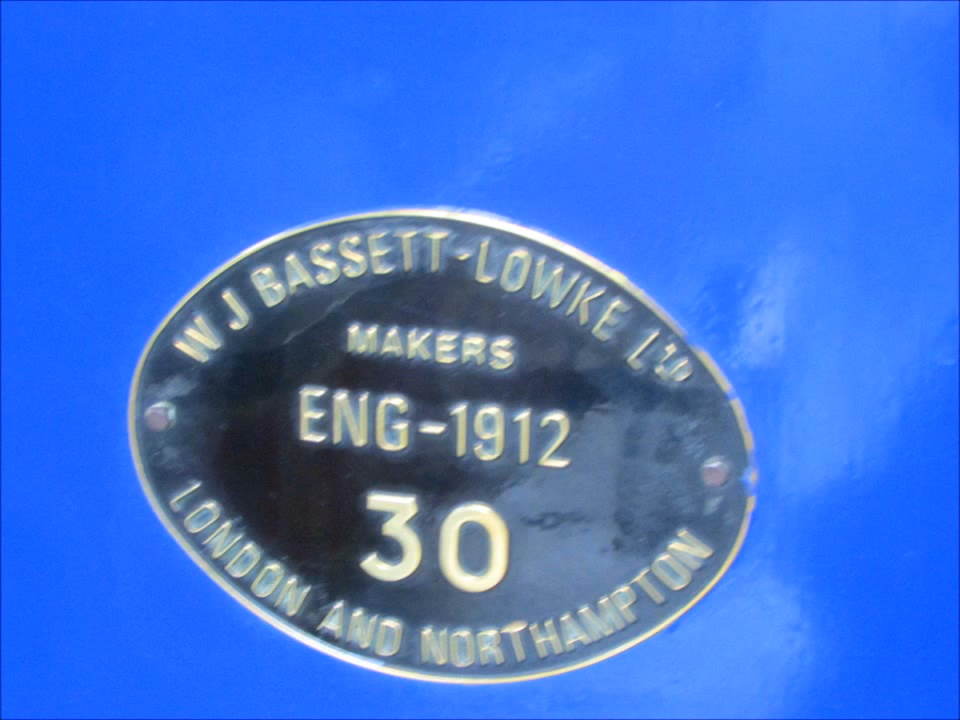 W J BASSETT-LOWKE LTD
MAKERS
ENG-1912
30
LONDON AND NORTHAMPTON